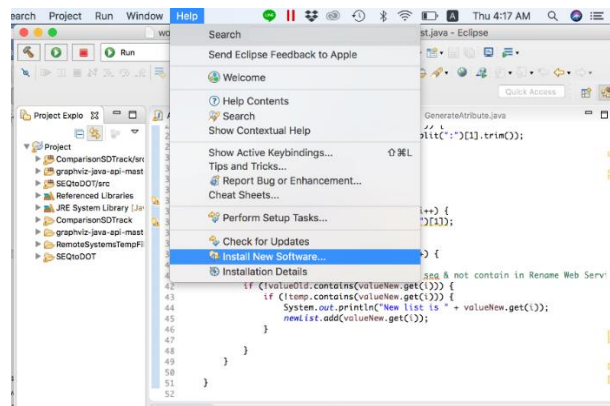 earch Project Run Window Help
Thu 4:17 AM
wo
st.java - Eclipse
Run
Quick Access
Project Explo
GenerateAtribute.java
Project
ComparisonSDTrack/src
graphviz-java-api-mast
SEQtoDOT/src
Referenced Libraries
JRE System Library [Jav
ComparisonSDTrack
graphviz-java-api-mast
RemoteSystemsTempFi
SEQtoDOT
Search
Send Eclipse Feedback to Apple
Welcome
Help Contents
Search
Show Contextual Help
Show Active Keybindings... ⇧⌘L
Tips and Tricks...
Report Bug or Enhancement...
Cheat Sheets...
Perform Setup Tasks...
Check for Updates
Install New Software...
Installation Details
plit(":")[1].trim());
i++) {
")[1]);
+) {
seq & not contain in Rename Web Serv
42 if (!valueOld.contains(valueNew.get(i))) {
43 if (!temp.contains(valueNew.get(i))) {
44 System.out.println("New list is " + valueNew.get(i));
45 newList.add(valueNew.get(i));
46 }
47
48 }
49 }
50
51 }
52